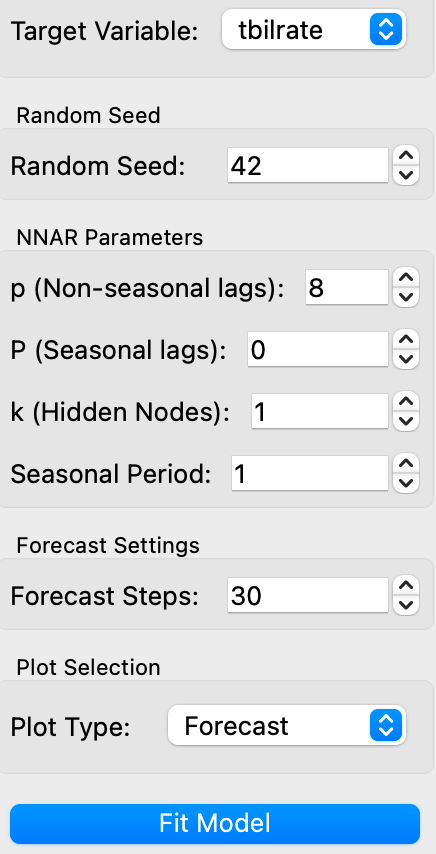 Target Variable: tbilrate
Random Seed
Random Seed: 42
NNAR Parameters
p (Non-seasonal lags): 8
P (Seasonal lags): 0
k (Hidden Nodes): 1
Seasonal Period: 1
Forecast Settings
Forecast Steps: 30
Plot Selection
Plot Type: Forecast
Fit Model